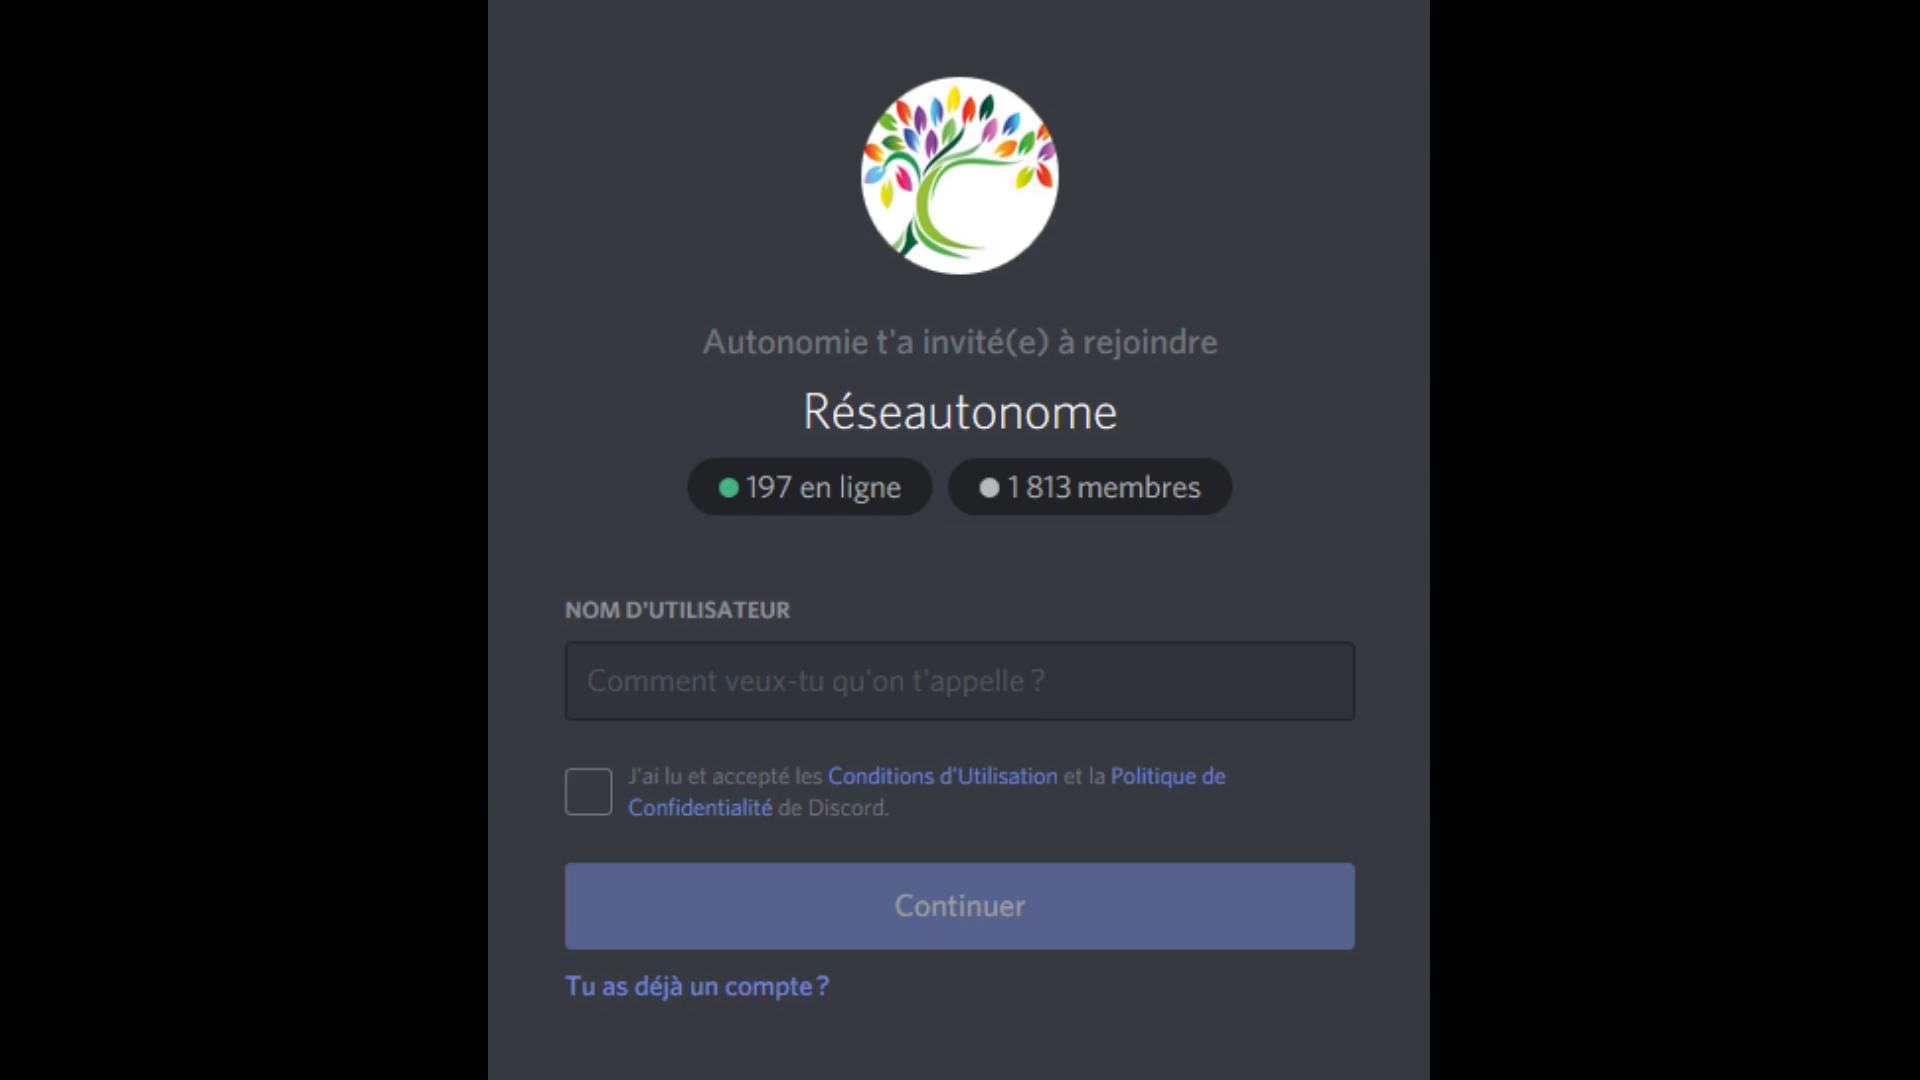 Autonomie t'a invité(e) à rejoindre
Réseautonome
197 en ligne 1 813 membres
NOM D'UTILISATEUR
Comment veux-tu qu'on t'appelle ?
J'ai lu et accepté les Conditions d'Utilisation et la Politique de
Confidentialité de Discord.
Continuer
Tu as déjà un compte ?